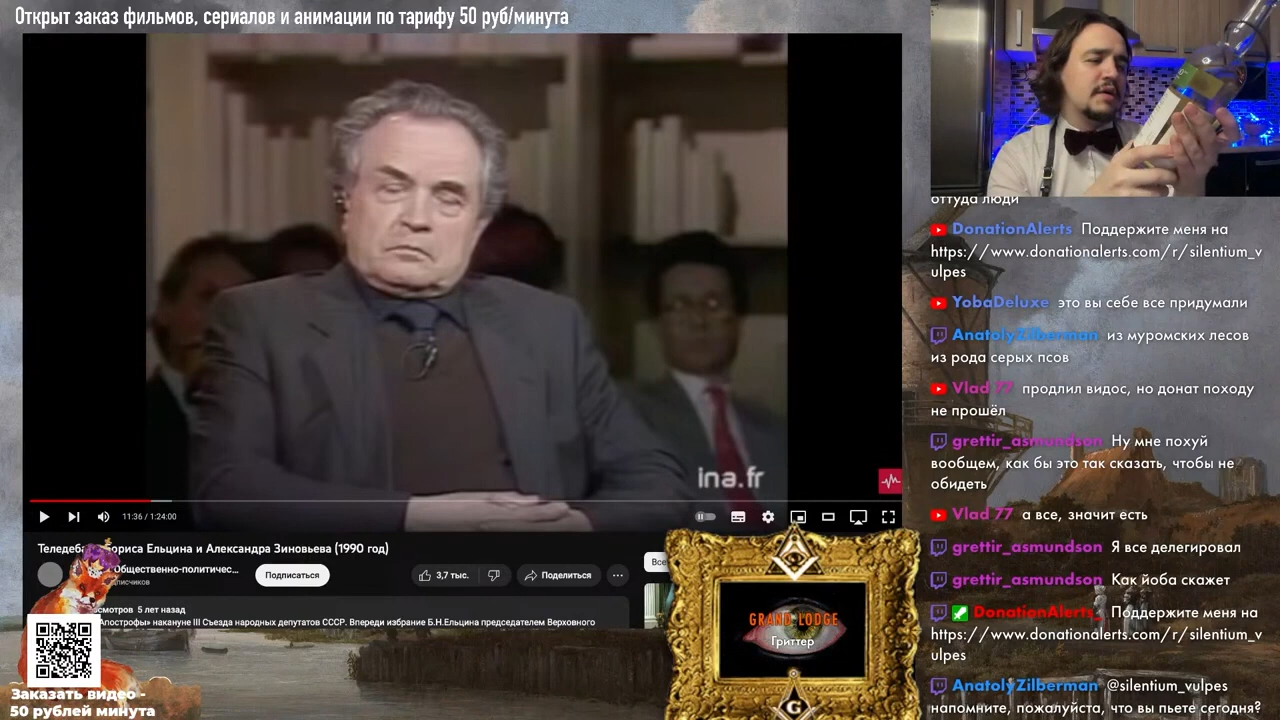 Открыт заказ фильмов, сериалов и анимации по тарифу 50 руб/минута
ina.fr
11:36 / 1:24:00
Бориса Ельцина и Александра Зиновьева (1990 год)
Общественно-политичес...
Подписаться
3,7 тыс.
Поделиться
Все
5 лет назад
накануне III Съезда народных депутатов СССР. Впереди избрание Б.Н.Ельцина председателем Верховного
Заказать видео -
50 рублей минута
GRAND LODGE
Гриттер
G
оттуда люди
DonationAlerts Поддержите меня на
https://www.donationalerts.com/r/silentium_v
ulpes
YobaDeluxe это вы себе все придумали
AnatolyZilberman из муромских лесов
из рода серых псов
Vlad 77 продлил видос, но донат походу
не прошёл
grettir_asmundson Ну мне похуй
вообщем, как бы это так сказать, чтобы не
обидеть
Vlad 77 а все, значит есть
grettir_asmundson Я все делегировал
grettir_asmundson Как йоба скажет
DonationAlerts_ Поддержите меня на
https://www.donationalerts.com/r/silentium_v
ulpes
AnatolyZilberman @silentium_vulpes
напомните, пожалуйста, что вы пьете сегодня?